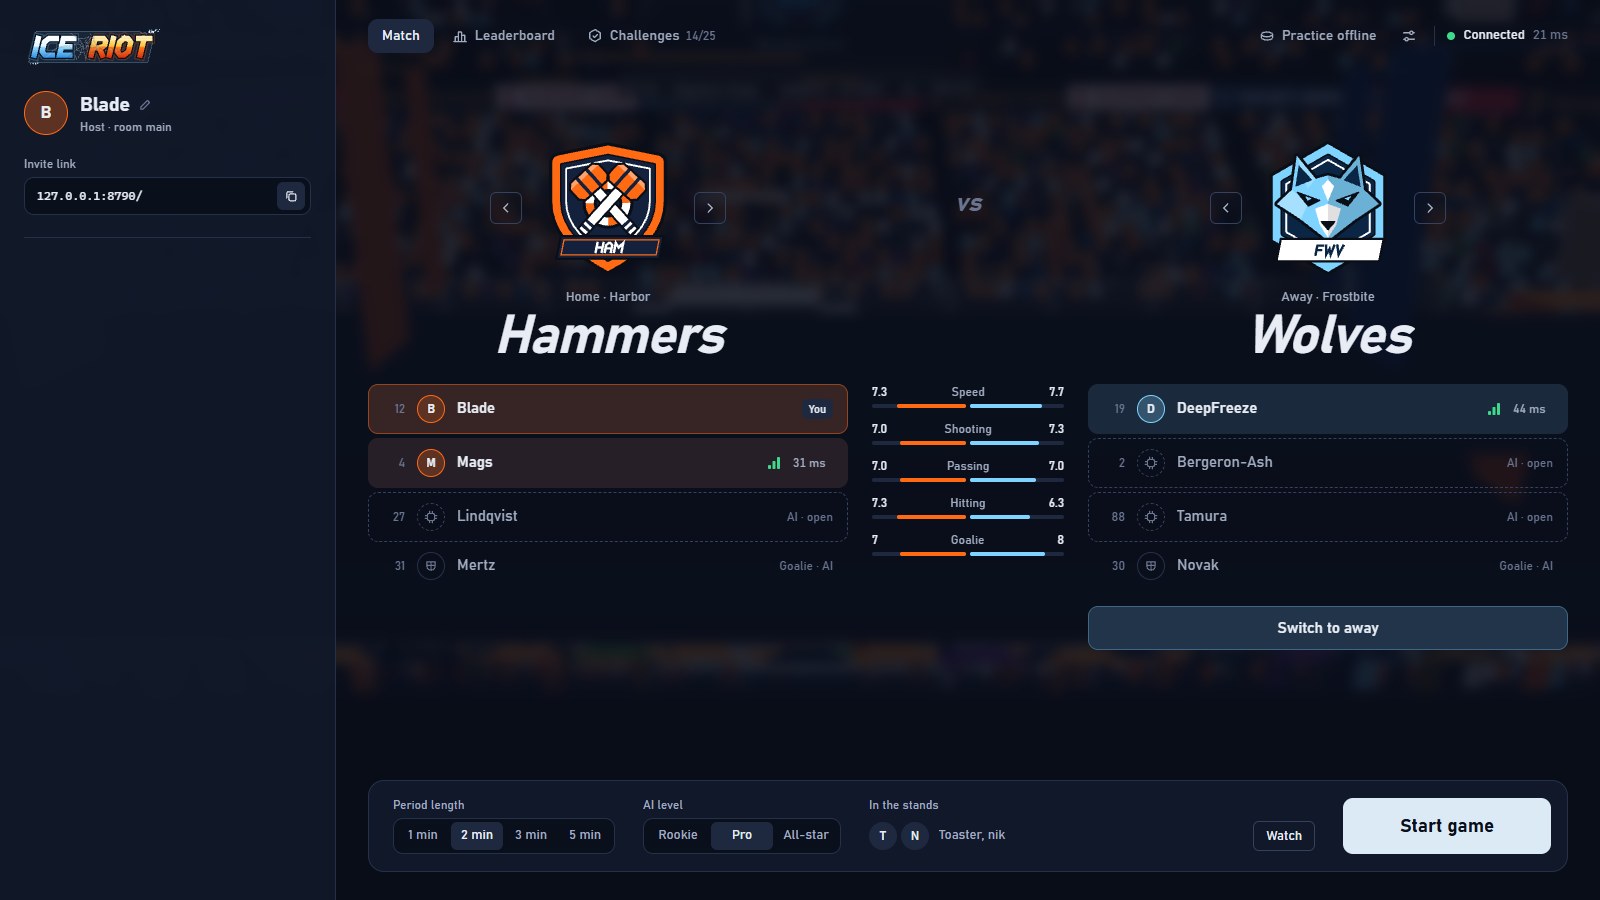 ICE RIOT
B
Blade
Host · room main
Invite link
127.0.0.1:8790/
Match
Leaderboard
Challenges 14/25
Practice offline
Connected 21 ms
HAM
vs
FWV
Home · Harbor
Hammers
Away · Frostbite
Wolves
12 B Blade You
4 M Mags 31 ms
27 Lindqvist AI · open
31 Mertz Goalie · AI
7.3 Speed 7.7
7.0 Shooting 7.3
7.0 Passing 7.0
7.3 Hitting 6.3
7 Goalie 8
19 D DeepFreeze 44 ms
2 Bergeron-Ash AI · open
88 Tamura AI · open
30 Novak Goalie · AI
Switch to away
Period length
1 min 2 min 3 min 5 min
AI level
Rookie Pro All-star
In the stands
T N Toaster, nik
Watch
Start game